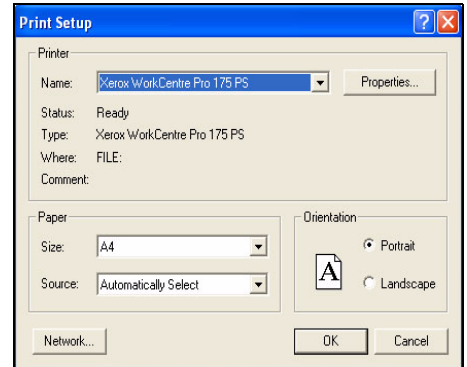 Print Setup
Printer
Name: Xerox WorkCentre Pro 175 PS Properties...
Status: Ready
Type: Xerox WorkCentre Pro 175 PS
Where: FILE:
Comment:
Paper
Size: A4
Source: Automatically Select
Orientation
A
Portrait
Landscape
Network... OK Cancel